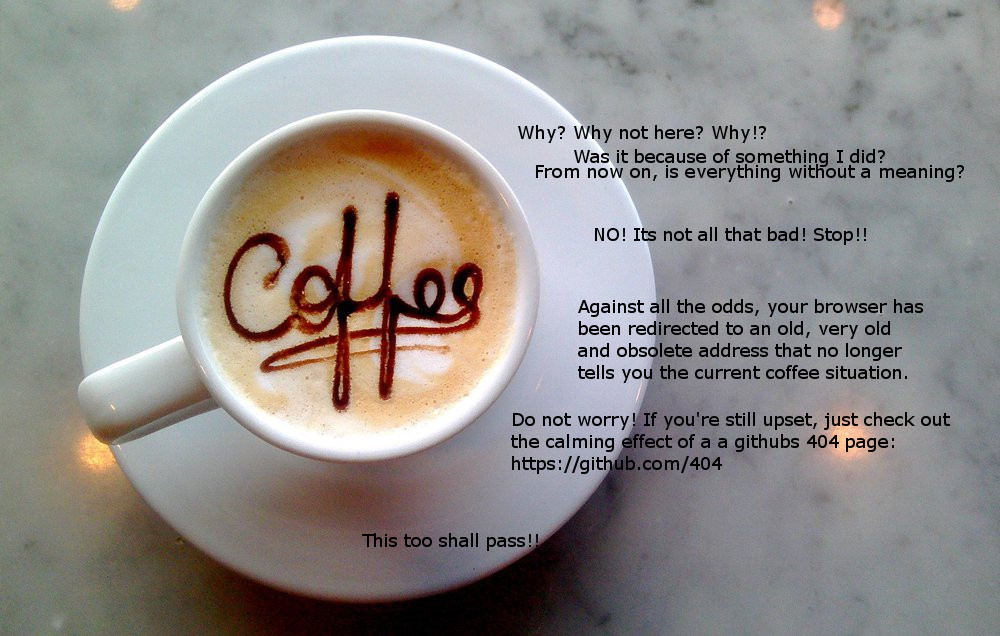 Coffee
Why? Why not here? Why!?
Was it because of something I did?
From now on, is everything without a meaning?
NO! Its not all that bad! Stop!!
Against all the odds, your browser has
been redirected to an old, very old
and obsolete address that no longer
tells you the current coffee situation.
Do not worry! If you're still upset, just check out
the calming effect of a a githubs 404 page:
https://github.com/404
This too shall pass!!